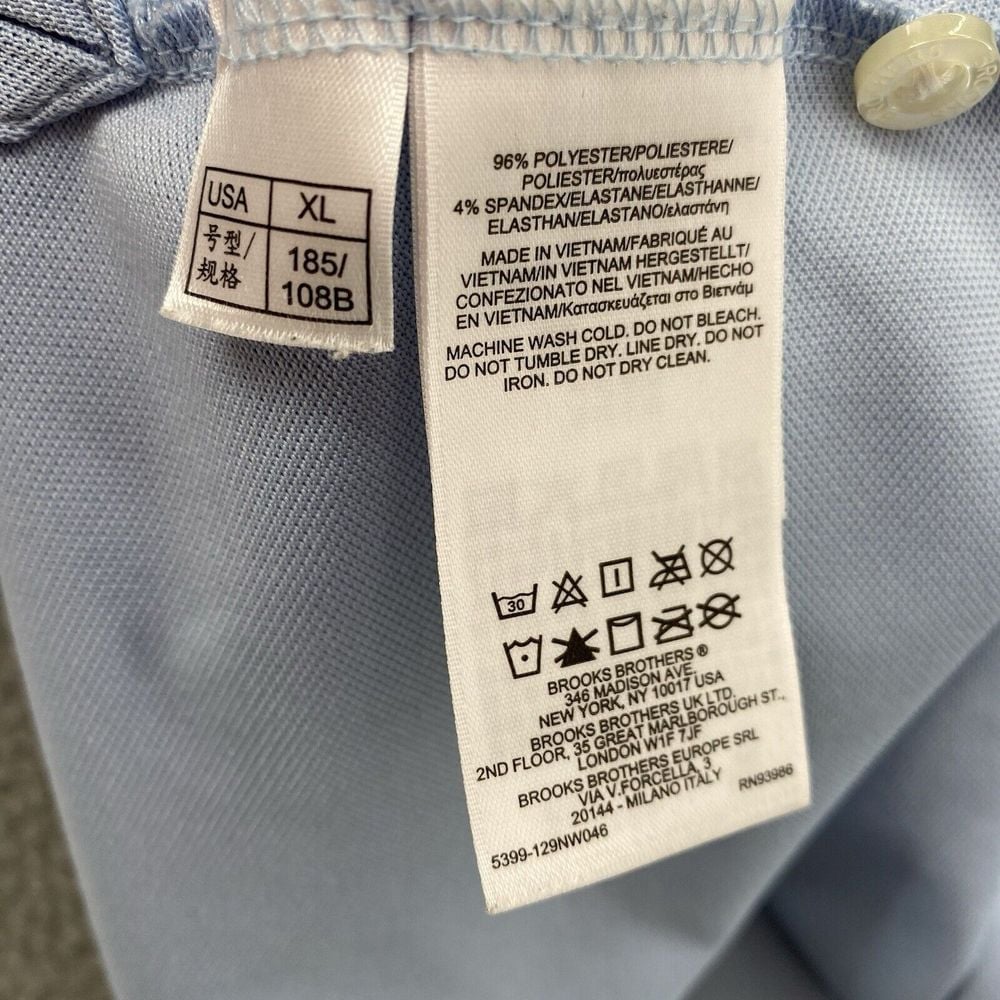 USA XL
号型/
规格
185/
108B
96% POLYESTER/POLIESTERE/
POLIESTER/πολυεστέρας
4% SPANDEX/ELASTANE/ELASTHANNE/
ELASTHAN/ELASTANO/ελαστάνη
MADE IN VIETNAM/FABRIQUÉ AU
VIETNAM/IN VIETNAM HERGESTELLT/
CONFEZIONATO NEL VIETNAM/HECHO
EN VIETNAM/Κατασκευάζεται στο Βιετνάμ
MACHINE WASH COLD. DO NOT BLEACH.
DO NOT TUMBLE DRY. LINE DRY. DO NOT
IRON. DO NOT DRY CLEAN.
30
BROOKS BROTHERS ®
346 MADISON AVE.
NEW YORK, NY 10017 USA
BROOKS BROTHERS UK LTD.
2ND FLOOR, 35 GREAT MARLBOROUGH ST.,
LONDON W1F 7JF
BROOKS BROTHERS EUROPE SRL
VIA V.FORCELLA, 3
20144 - MILANO ITALY
RN93986
5399-129NW046